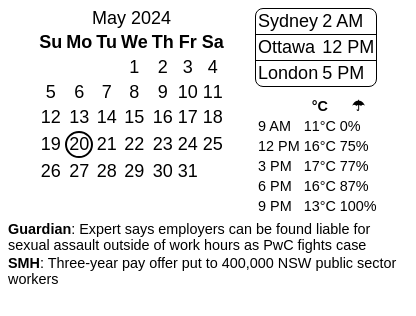 May 2024
Su Mo Tu We Th Fr Sa
1 2 3 4
5 6 7 8 9 10 11
12 13 14 15 16 17 18
19 20 21 22 23 24 25
26 27 28 29 30 31
Sydney 2 AM
Ottawa 12 PM
London 5 PM
°C ☂
9 AM 11°C 0%
12 PM 16°C 75%
3 PM 17°C 77%
6 PM 16°C 87%
9 PM 13°C 100%
Guardian: Expert says employers can be found liable for
sexual assault outside of work hours as PwC fights case
SMH: Three-year pay offer put to 400,000 NSW public sector
workers